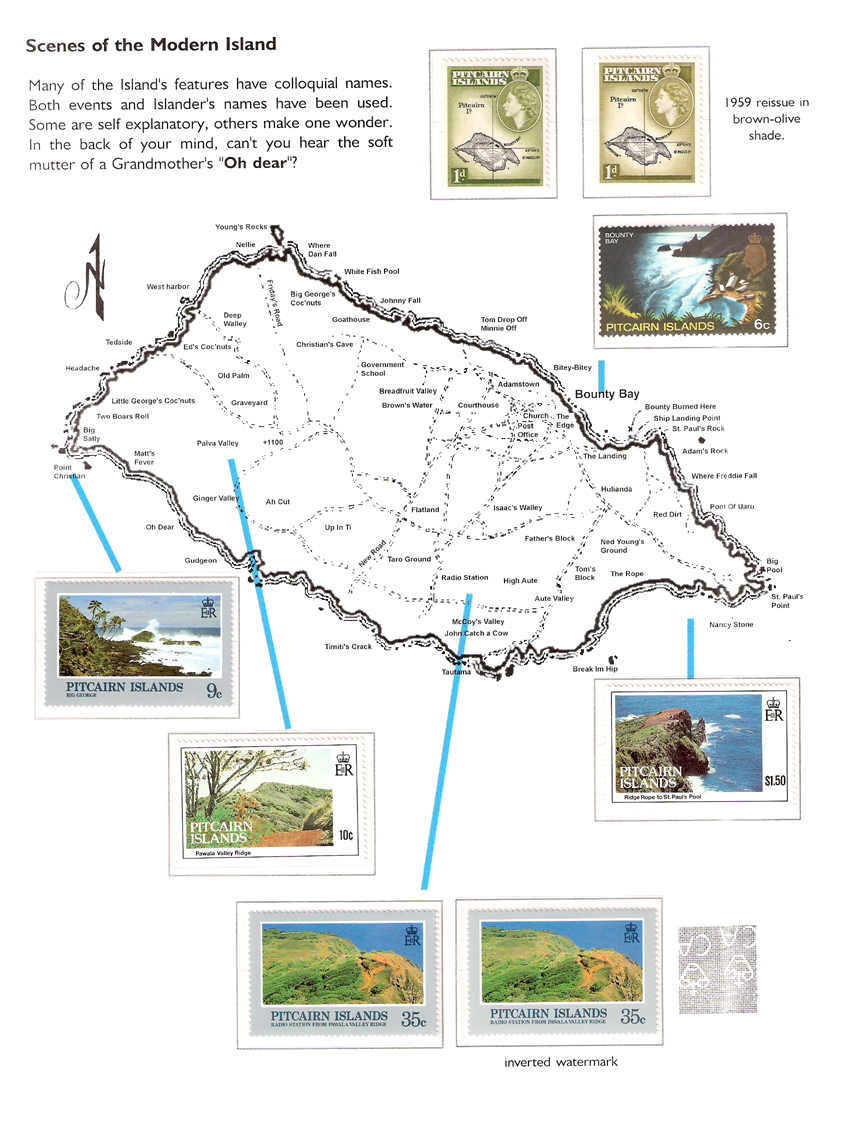 Scenes of the Modern Island
Many of the Island's features have colloquial names.
Both events and Islander's names have been used.
Some are self explanatory, others make one wonder.
In the back of your mind, can't you hear the soft
mutter of a Grandmother's "Oh dear"?
PITCAIRN
ISLANDS
Pitcairn
Iᵈ
1d.
PITCAIRN
ISLANDS
Pitcairn
Iᵈ
1d.
1959 reissue in
brown-olive
shade.
BOUNTY
BAY
PITCAIRN ISLANDS 6c
Young's Rocks
Nellie
Where
Dan Fall
White Fish Pool
West harbor
Friday's Road
Big George's
Coc'nuts
Johnny Fall
Deep
Walley
Goathouse
Tom Drop Off
Minnie Off
Tedside
Ed's Coc'nuts
Christian's Cave
Headache
Old Palm
Government
School
Bitey-Bitey
Adamstown
Little George's Coc'nuts
Graveyard
Breadfruit Valley
Brown's Water
Courthouse
Bounty Bay
Two Boars Roll
Church
Post
Office
The
Edge
Bounty Burned Here
Ship Landing Point
St. Paul's Rock
Big
Sally
Palva Valley
+1100
Adam's Rock
Matt's
Fever
The Landing
Point
Christian
Where Freddie Fall
Ginger Valley
Ah Cut
Hulianda
Flatland
Isaac's Walley
Pool Of Uaru
Red Dirt
Oh Dear
Up In Ti
Father's Block
Ned Young's
Ground
New Road
Gudgeon
Taro Ground
Big
Pool
Radio Station
High Aute
Tom's
Block
The Rope
Aute Valley
St. Paul's
Point
McCoy's Valley
John Catch a Cow
Nancy Stone
Timiti's Crack
Tautama
Break Im Hip
EiiR
PITCAIRN ISLANDS 9c
BIG GEORGE
EiiR
PITCAIRN
ISLANDS
10c
Pawala Valley Ridge
EiiR
PITCAIRN
ISLANDS
$1.50
Ridge Rope to St. Paul's Pool
EiiR
PITCAIRN ISLANDS 35c
RADIO STATION FROM PAWALA VALLEY RIDGE
EiiR
PITCAIRN ISLANDS 35c
RADIO STATION FROM PAWALA VALLEY RIDGE
inverted watermark